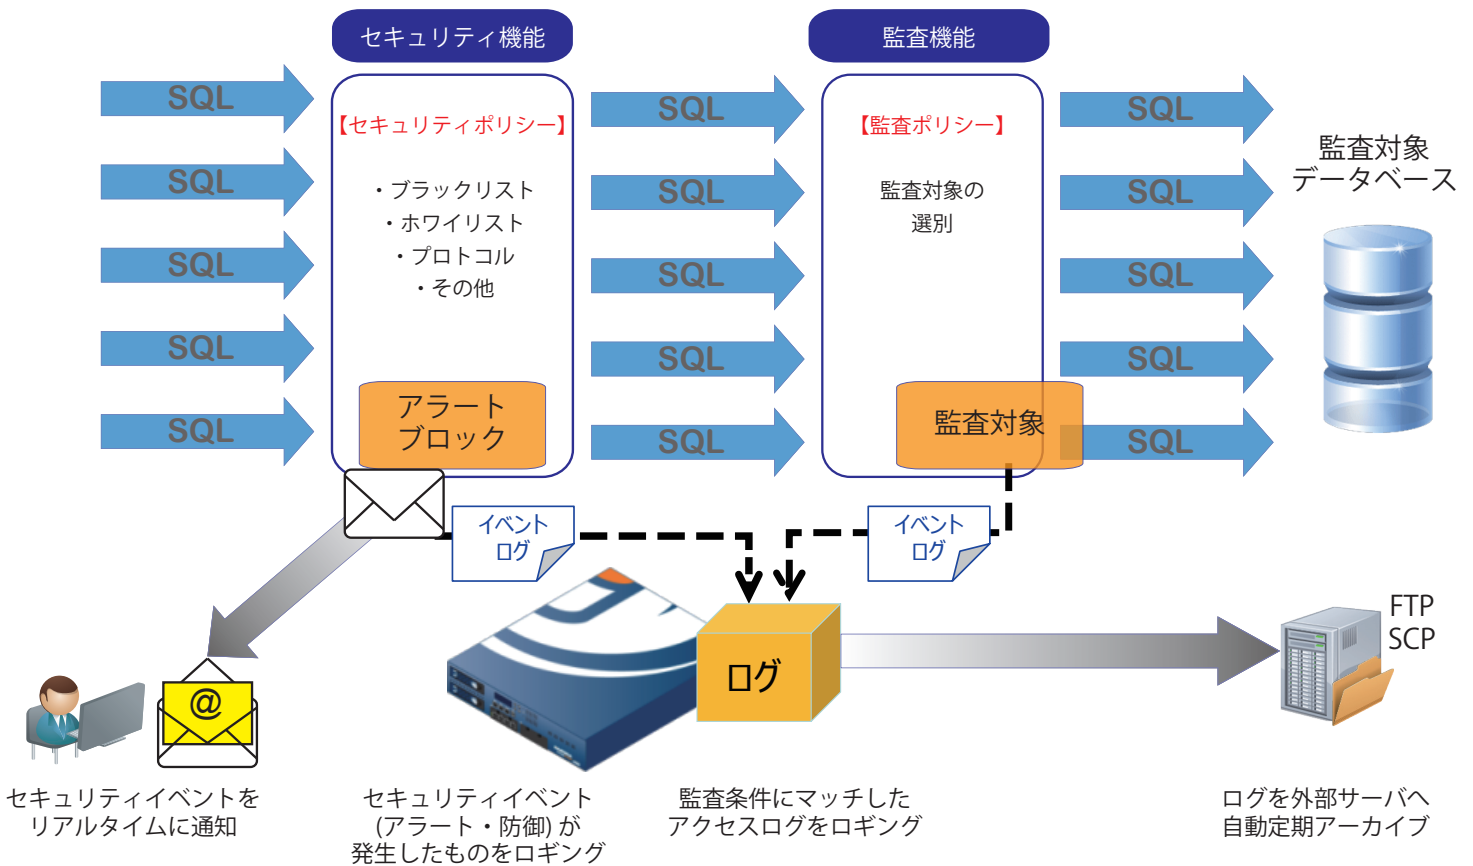 セキュリティ機能
監査機能
SQL
SQL
SQL
SQL
SQL
【セキュリティポリシー】
・ブラックリスト
・ホワイリスト
・プロトコル
・その他
アラート
ブロック
SQL
SQL
SQL
SQL
SQL
【監査ポリシー】
監査対象の
選別
監査対象
SQL
SQL
SQL
SQL
SQL
監査対象
データベース
イベント
ログ
イベント
ログ
ログ
FTP
SCP
@
セキュリティイベントを
リアルタイムに通知
セキュリティイベント
(アラート・防御) が
発生したものをロギング
監査条件にマッチした
アクセスログをロギング
ログを外部サーバへ
自動定期アーカイブ